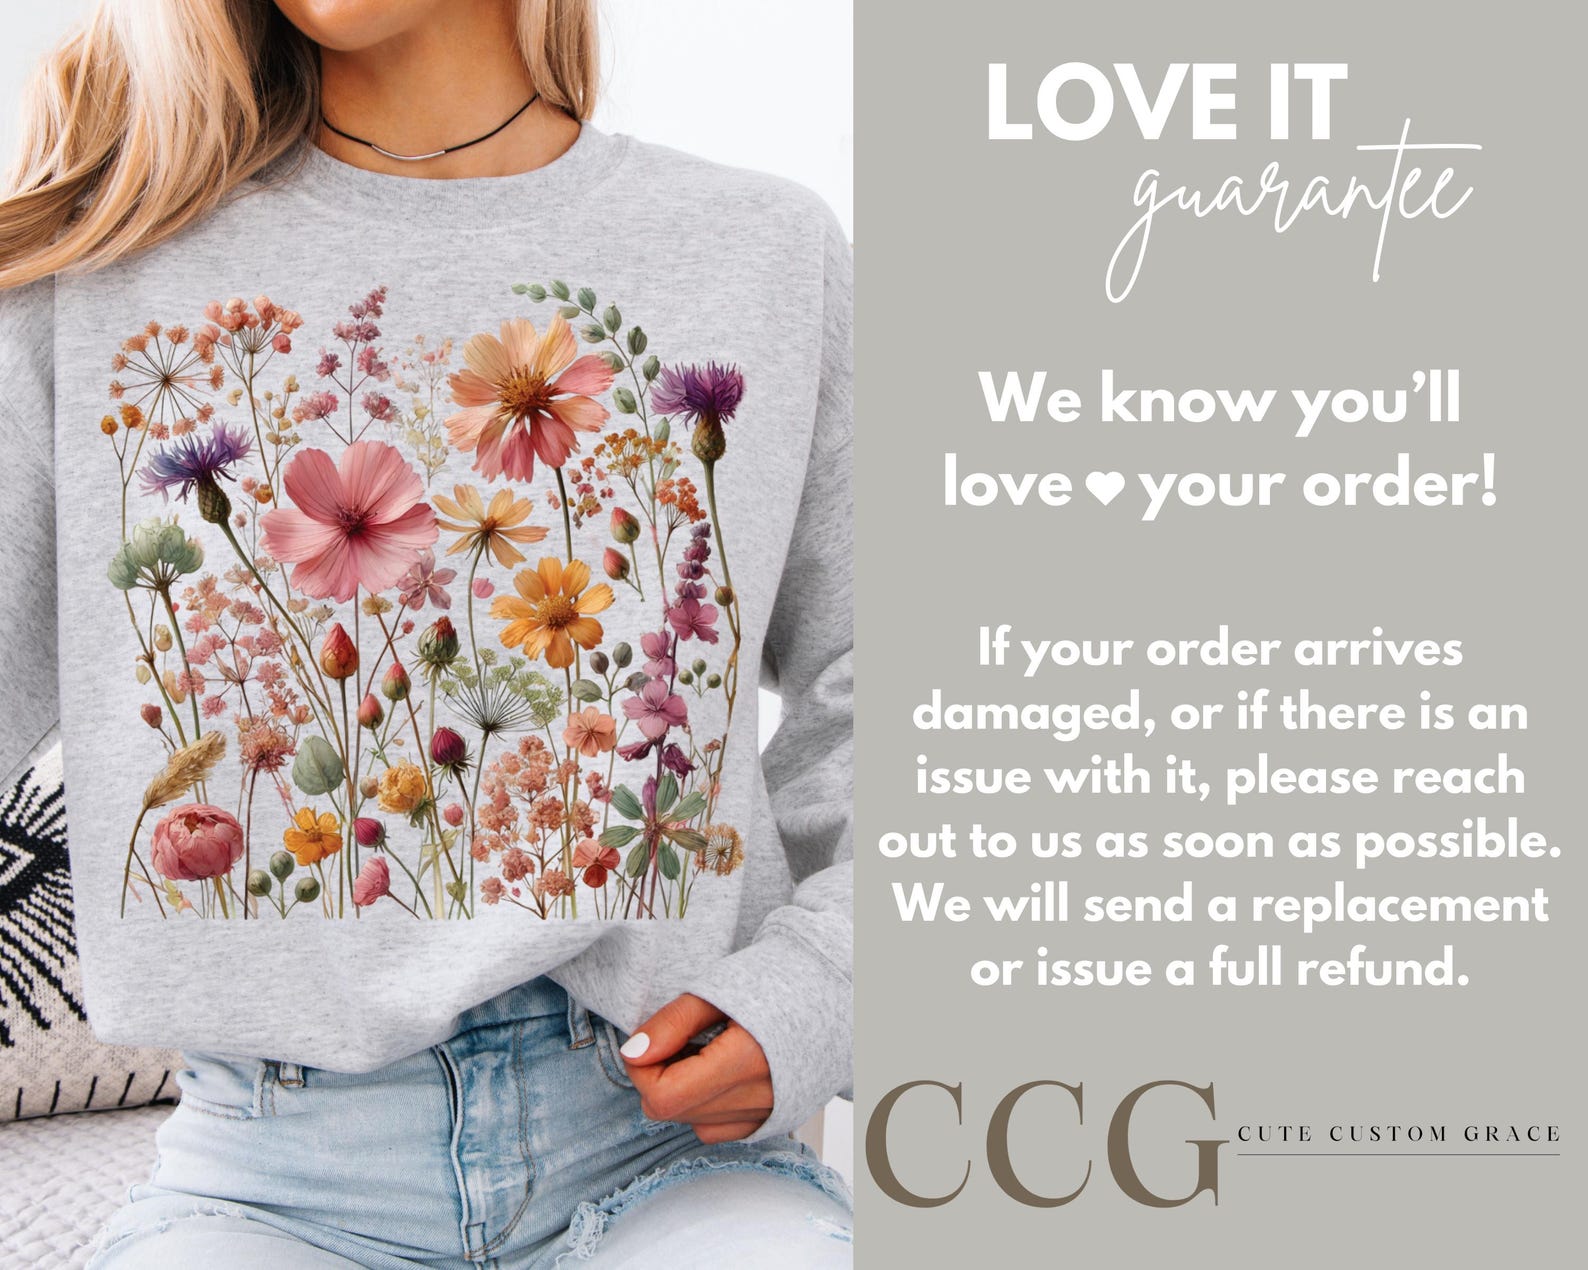 LOVE IT
guarantee
We know you'll
love ♥ your order!
If your order arrives
damaged, or if there is an
issue with it, please reach
out to us as soon as possible.
We will send a replacement
or issue a full refund.
CCG CUTE CUSTOM GRACE